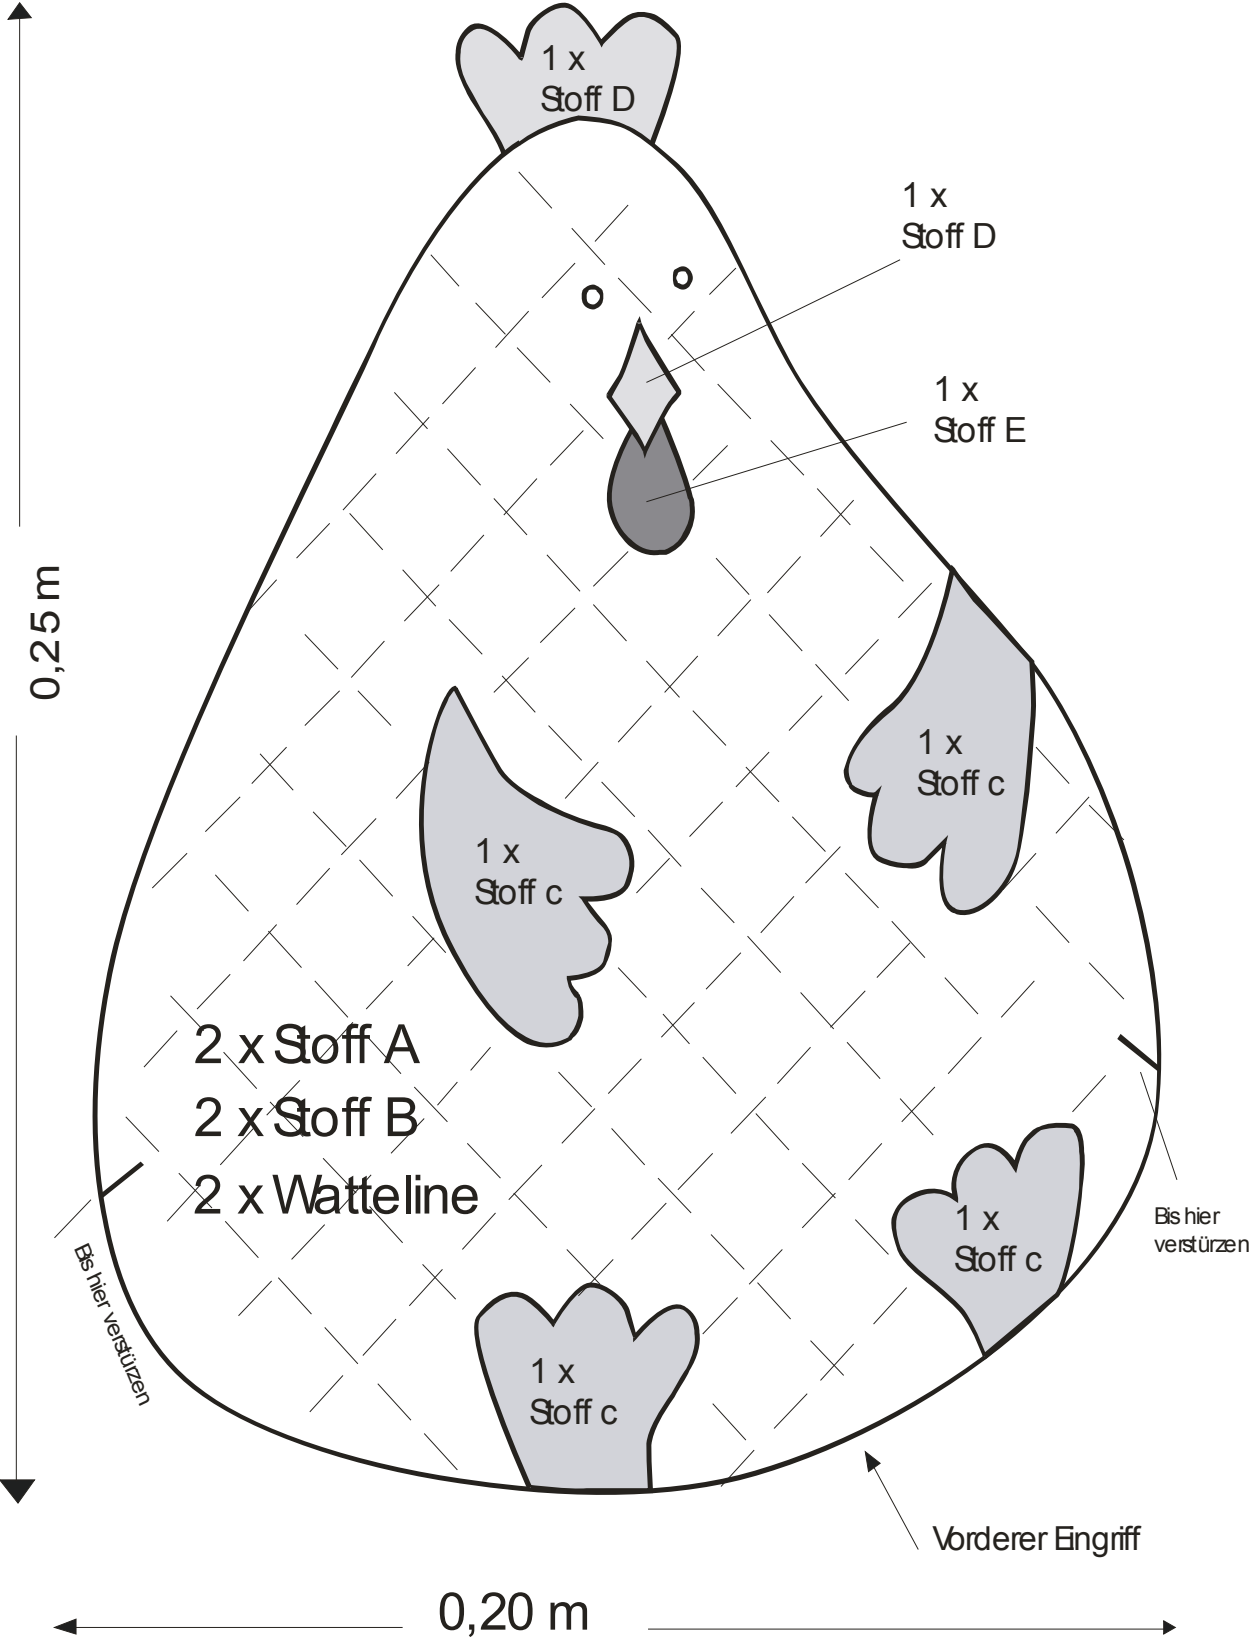 1 x
Stoff D
1 x
Stoff D
1 x
Stoff E
0,25 m
1 x
Stoff c
1 x
Stoff c
2 x Stoff A
2 x Stoff B
2 x Watteline
1 x
Stoff c
Bis hier
verstürzen
Bis hier verstürzen
1 x
Stoff c
Vorderer Eingriff
0,20 m